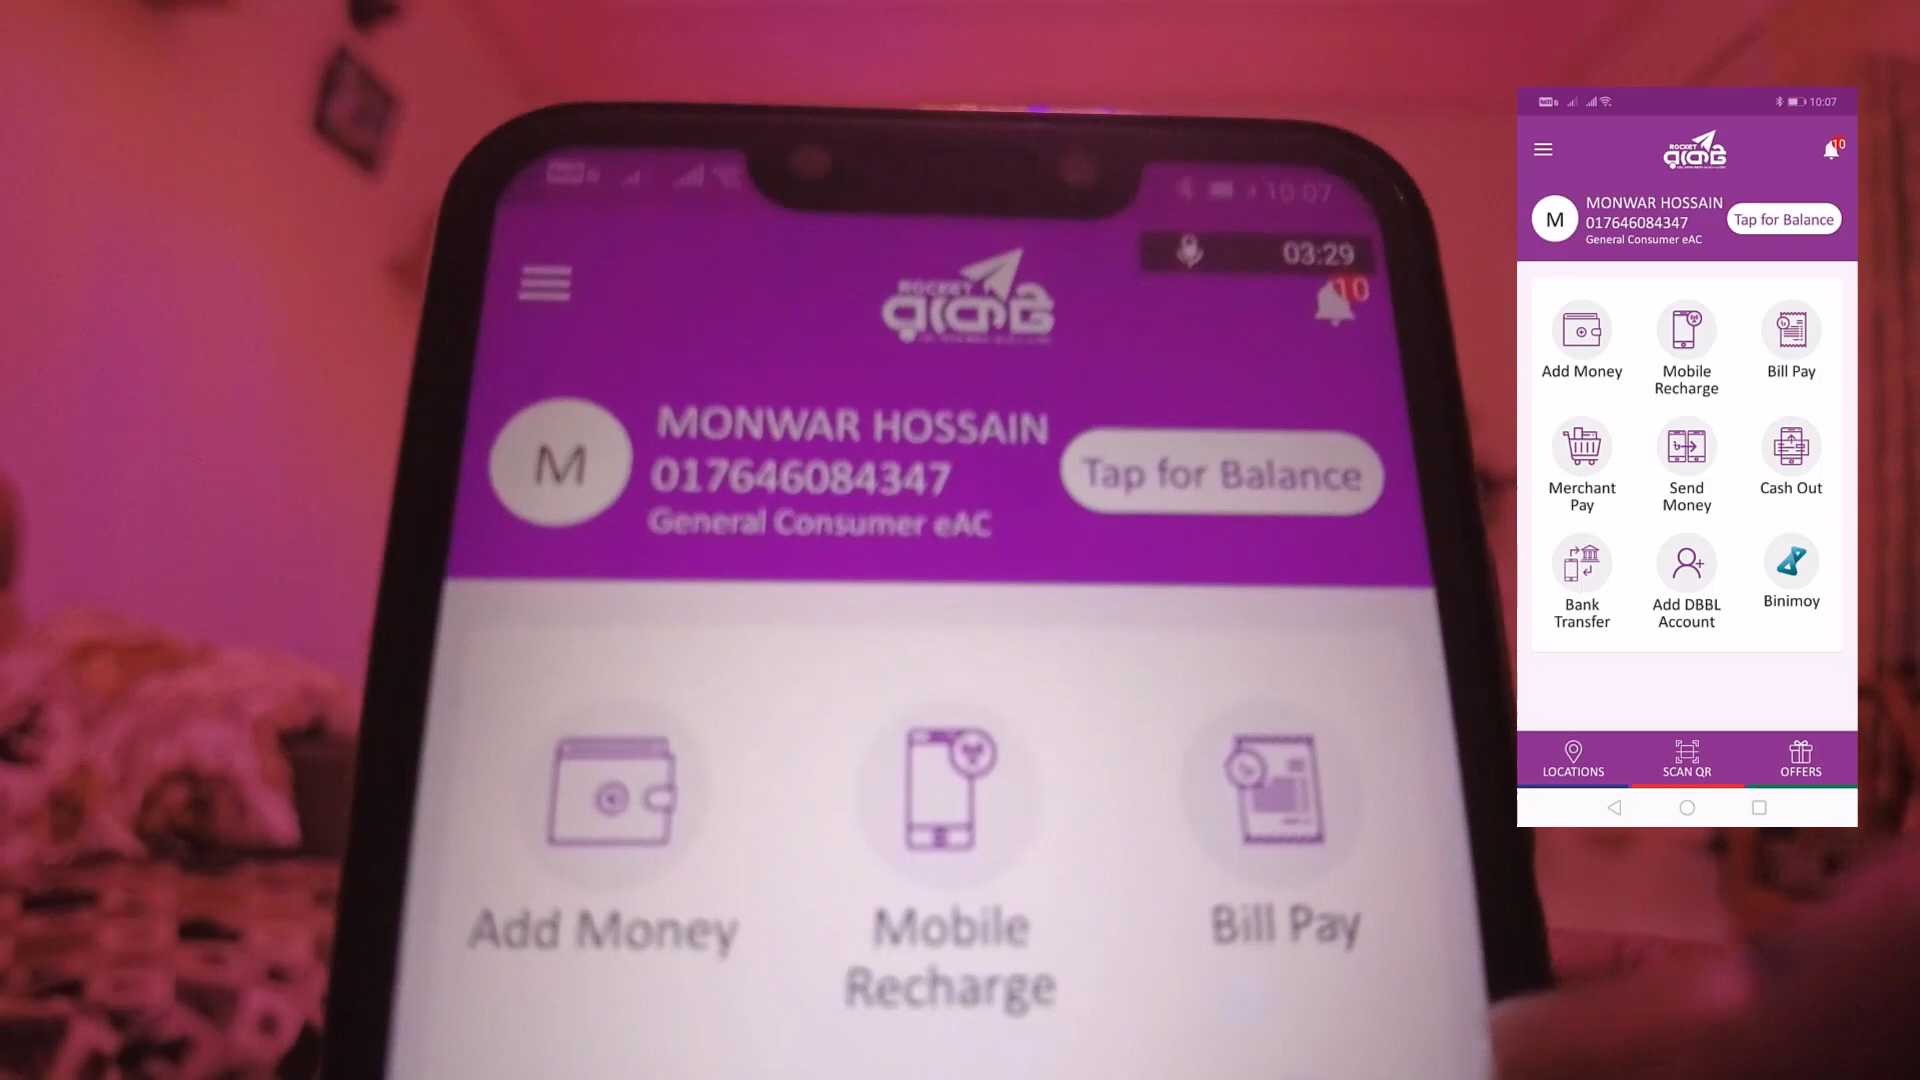 10:07
03:29
10
ROCKET
রকেট
MONWAR HOSSAIN
017646084347
General Consumer eAC
M
Tap for Balance
Add Money
Mobile
Recharge
Bill Pay
10:07
ROCKET
রকেট
10
MONWAR HOSSAIN
017646084347
General Consumer eAC
M
Tap for Balance
Add Money
Mobile
Recharge
Bill Pay
Merchant
Pay
Send
Money
Cash Out
Bank
Transfer
Add DBBL
Account
Binimoy
LOCATIONS
SCAN QR
OFFERS